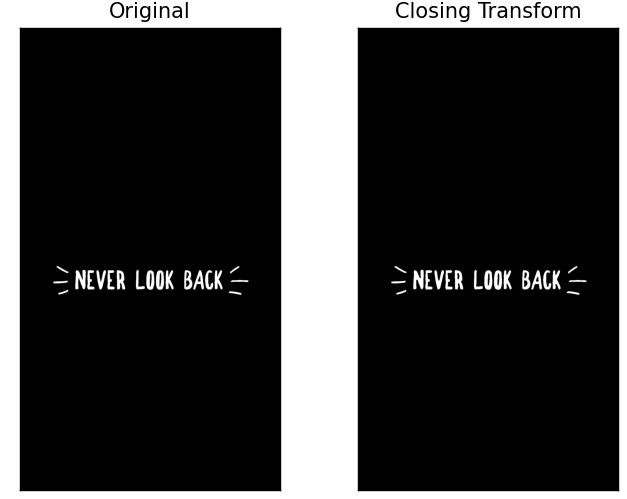 Original
Closing Transform
NEVER LOOK BACK
NEVER LOOK BACK